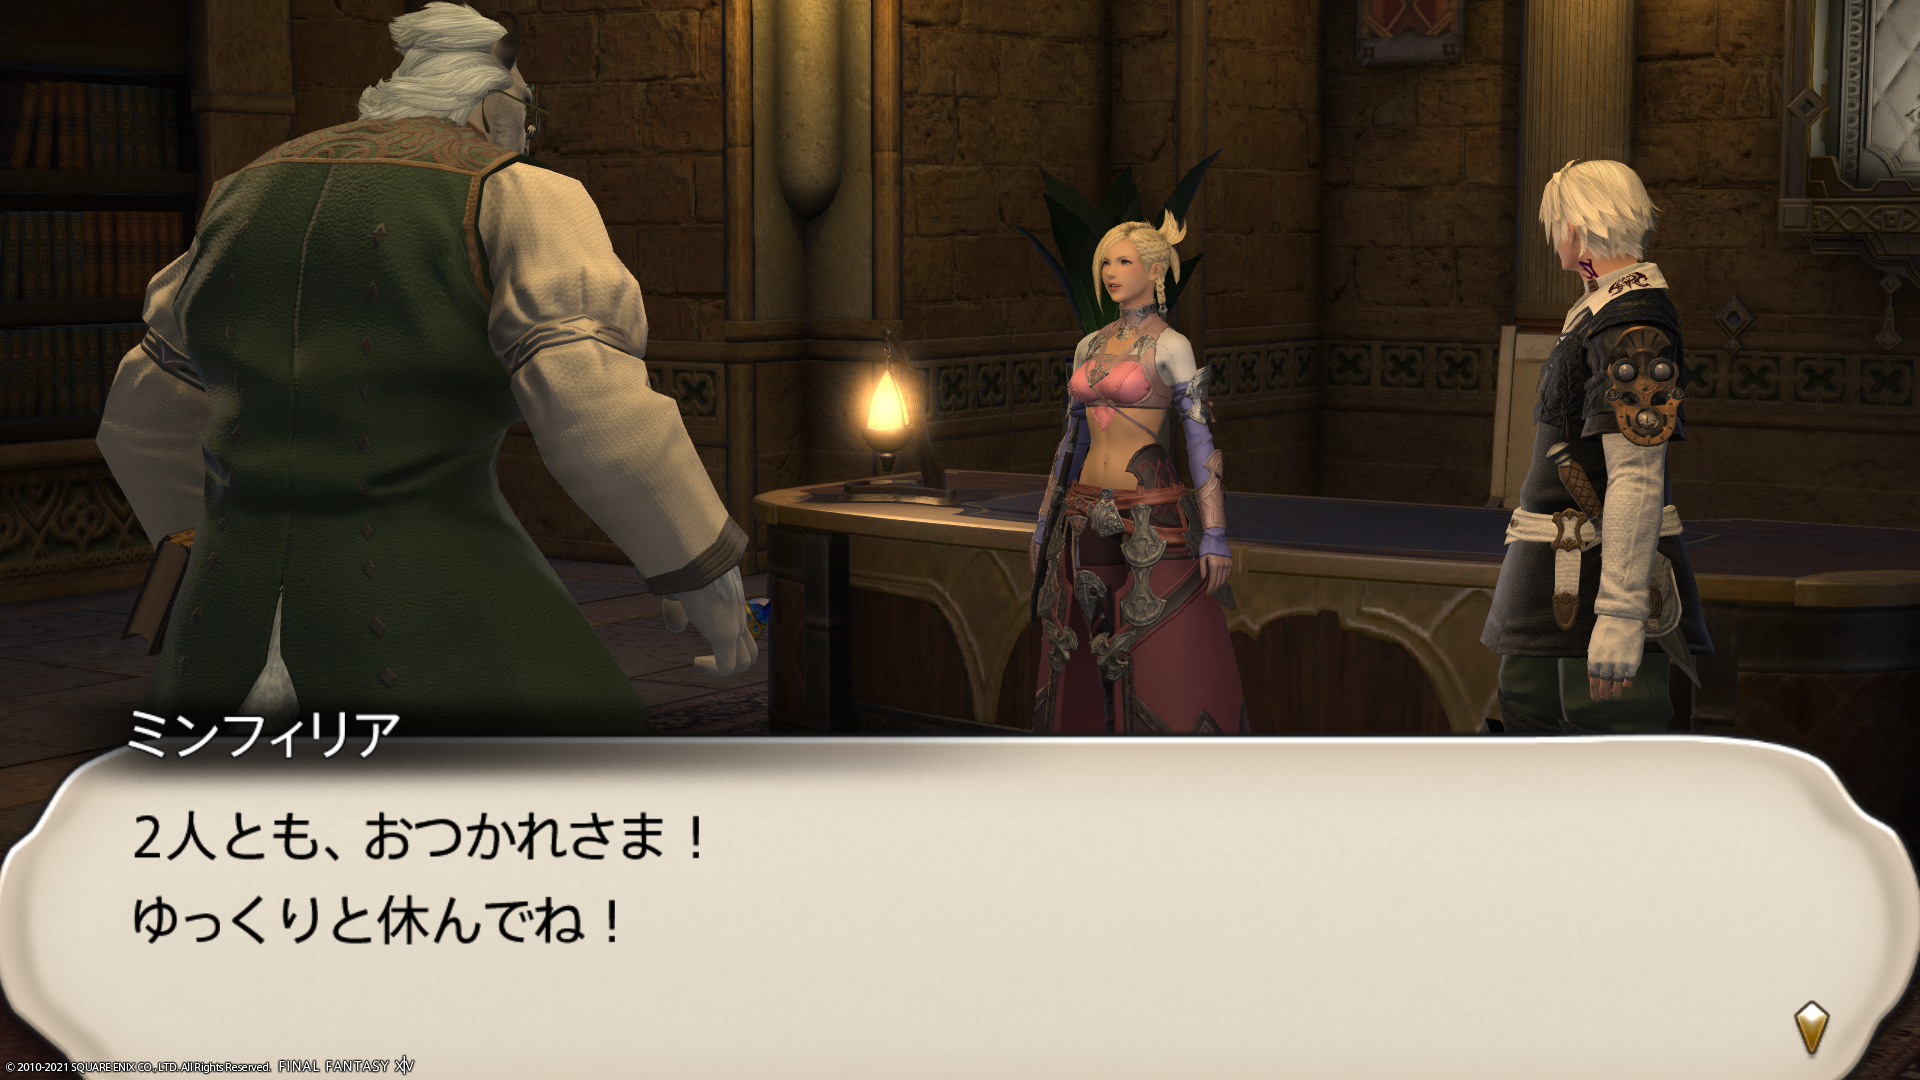 ミンフィリア
2人とも、おつかれさま！
ゆっくりと休んでね！
© 2010-2021 SQUARE ENIX CO., LTD. All Rights Reserved. FINAL FANTASY XIV